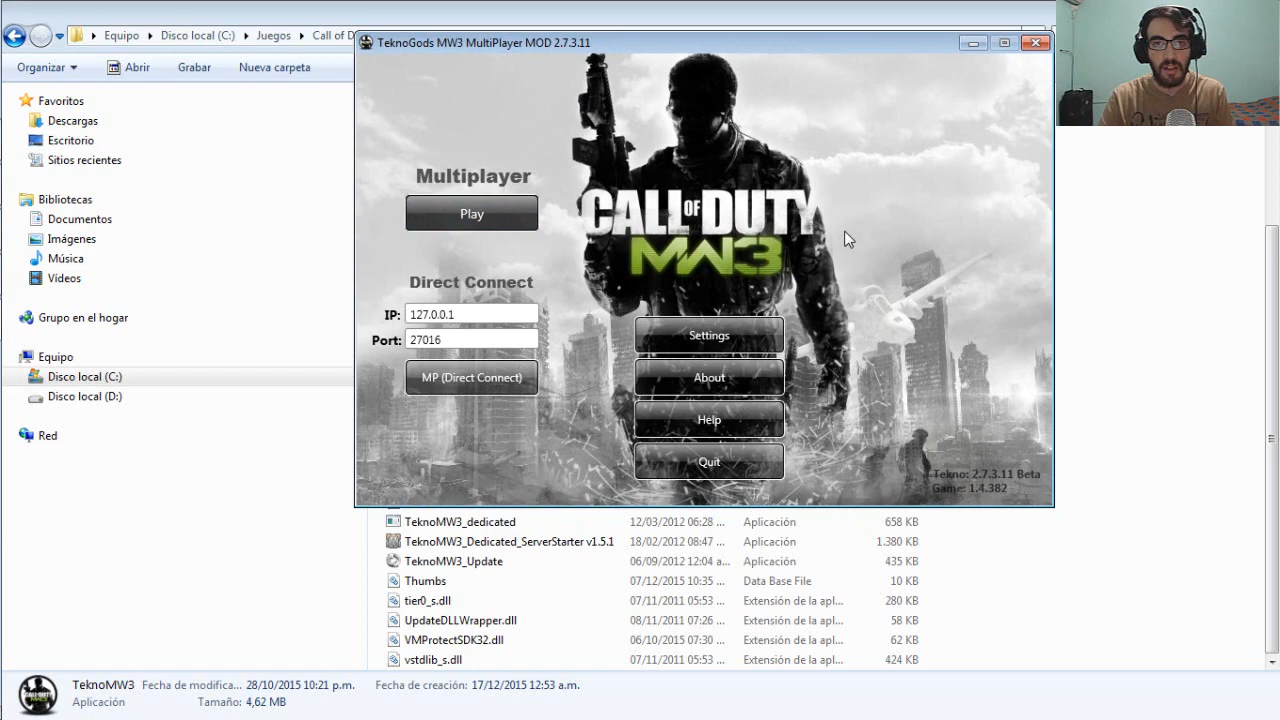 Equipo
Disco local (C:)
Juegos
Call of D
Organizar
Abrir
Grabar
Nueva carpeta
Favoritos
Descargas
Escritorio
Sitios recientes
Bibliotecas
Documentos
Imágenes
Música
Vídeos
Grupo en el hogar
Equipo
Disco local (C:)
Disco local (D:)
Red
TeknoGods MW3 MultiPlayer MOD 2.7.3.11
Multiplayer
Play
CALL OF DUTY
MW3
Direct Connect
IP: 127.0.0.1
Port: 27016
MP (Direct Connect)
Settings
About
Help
Quit
Tekno: 2.7.3.11 Beta
Game: 1.4.382
TeknoMW3_dedicated 12/03/2012 06:28 ... Aplicación 658 KB
TeknoMW3_Dedicated_ServerStarter v1.5.1 18/02/2012 08:47 ... Aplicación 1.380 KB
TeknoMW3_Update 06/09/2012 12:04 a... Aplicación 435 KB
Thumbs 07/12/2015 10:35 ... Data Base File 10 KB
tier0_s.dll 07/11/2011 05:53 ... Extensión de la apl... 280 KB
UpdateDLLWrapper.dll 08/11/2011 07:26 ... Extensión de la apl... 58 KB
VMProtectSDK32.dll 06/10/2015 07:30 ... Extensión de la apl... 62 KB
vstdlib_s.dll 07/11/2011 05:53 ... Extensión de la apl... 424 KB
TeknoMW3 Fecha de modifica... 28/10/2015 10:21 p.m. Fecha de creación: 17/12/2015 12:53 a.m.
Aplicación Tamaño: 4,62 MB